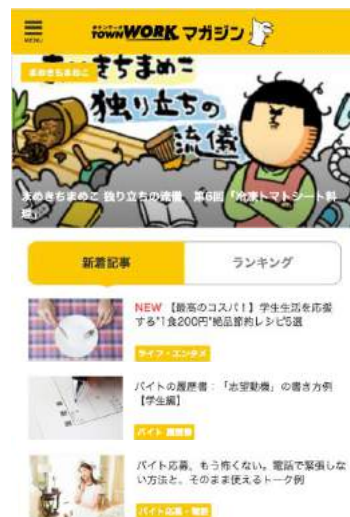 MENU
タウンワーク
TOWNWORK マガジン
まめきちまめこ
まめきちまめこ
独り立ちの
流儀
まめきちまめこ 独り立ちの流儀 第6回「冷凍トマトシート料
理」
新着記事
ランキング
NEW 【最高のコスパ！】学生生活を応援
する"1食200円"絶品節約レシピ5選
ライフ・エンタメ
バイトの履歴書：「志望動機」の書き方例
【学生編】
バイト 履歴書
バイト応募、もう怖くない。電話で緊張しな
い方法と、そのまま使えるトーク例
バイト応募・電話